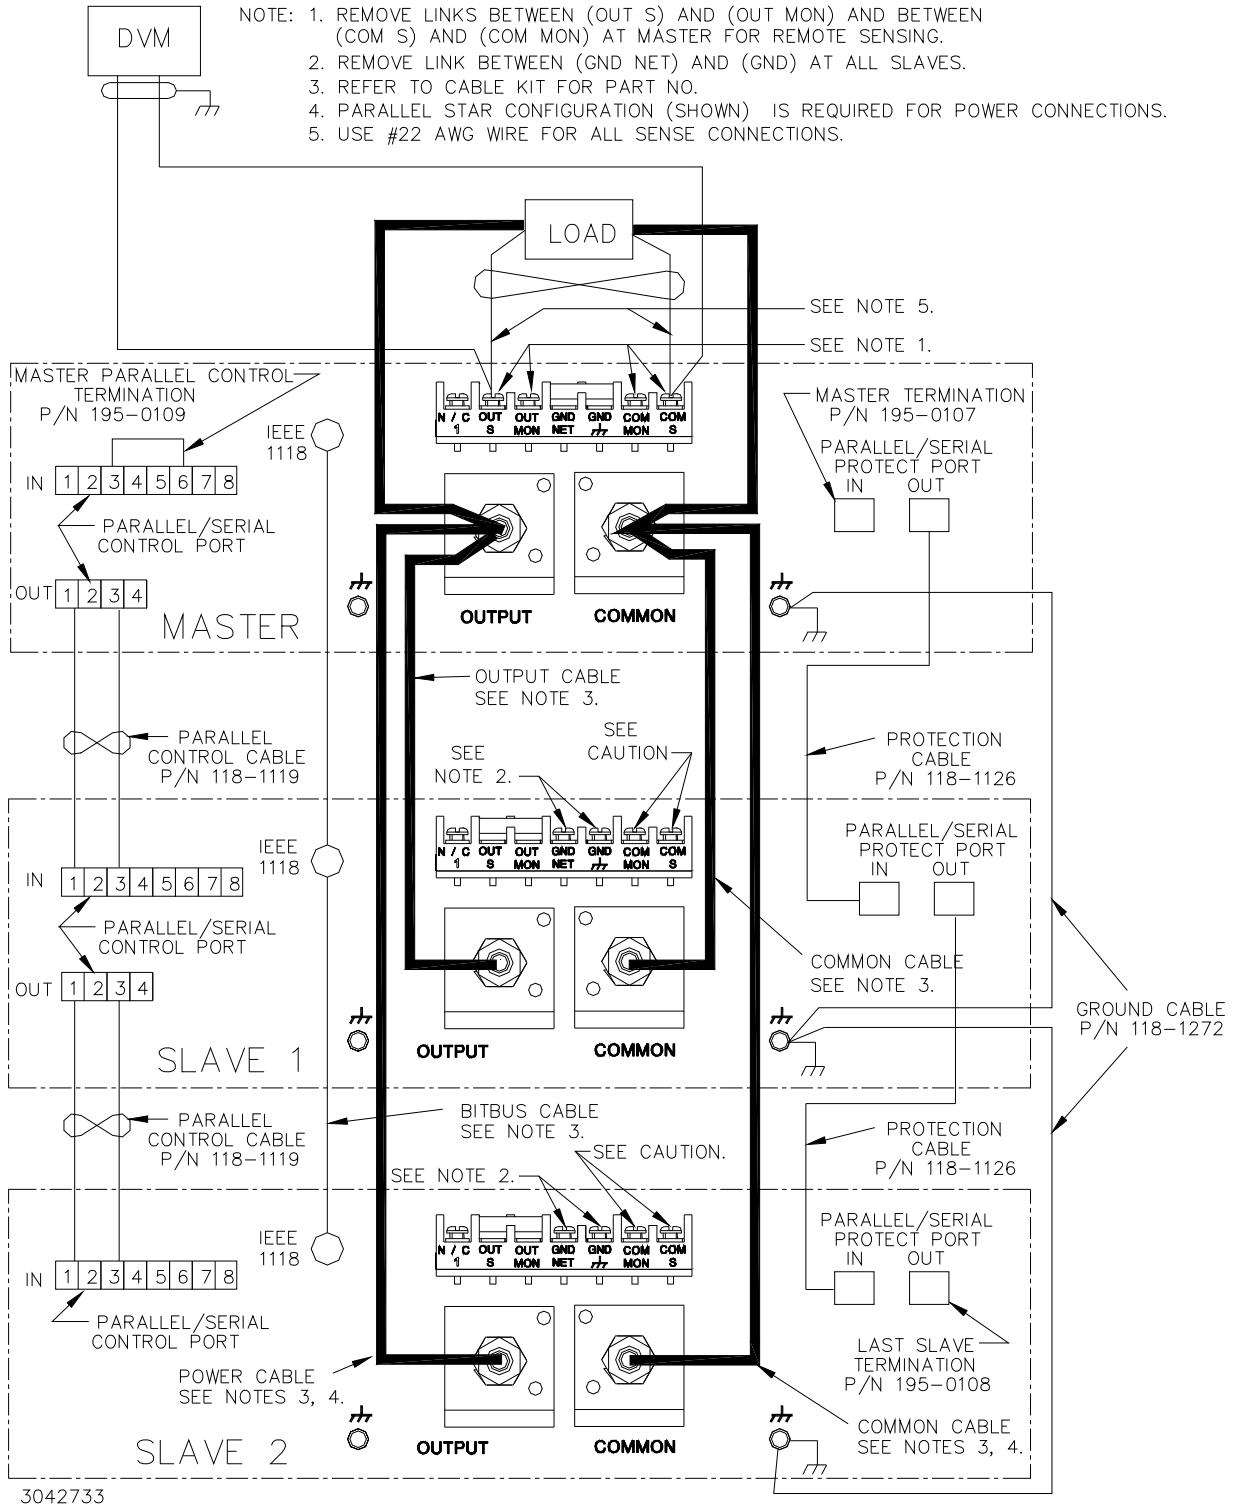 DVM
NOTE: 1. REMOVE LINKS BETWEEN (OUT S) AND (OUT MON) AND BETWEEN
(COM S) AND (COM MON) AT MASTER FOR REMOTE SENSING.
2. REMOVE LINK BETWEEN (GND NET) AND (GND) AT ALL SLAVES.
3. REFER TO CABLE KIT FOR PART NO.
4. PARALLEL STAR CONFIGURATION (SHOWN) IS REQUIRED FOR POWER CONNECTIONS.
5. USE #22 AWG WIRE FOR ALL SENSE CONNECTIONS.
LOAD
SEE NOTE 5.
SEE NOTE 1.
MASTER PARALLEL CONTROL
TERMINATION
P/N 195-0109
IEEE
1118
N / C OUT OUT GND GND COM COM
1 S MON NET MON S
MASTER TERMINATION
P/N 195-0107
PARALLEL/SERIAL
PROTECT PORT
IN OUT
IN 1 2 3 4 5 6 7 8
PARALLEL/SERIAL
CONTROL PORT
OUT 1 2 3 4
MASTER
OUTPUT COMMON
OUTPUT CABLE
SEE NOTE 3.
PARALLEL
CONTROL CABLE
P/N 118-1119
SEE
NOTE 2.
SEE
CAUTION
PROTECTION
CABLE
P/N 118-1126
IEEE
1118
N / C OUT OUT GND GND COM COM
1 S MON NET MON S
PARALLEL/SERIAL
PROTECT PORT
IN OUT
IN 1 2 3 4 5 6 7 8
PARALLEL/SERIAL
CONTROL PORT
OUT 1 2 3 4
COMMON CABLE
SEE NOTE 3.
GROUND CABLE
P/N 118-1272
SLAVE 1
OUTPUT COMMON
PARALLEL
CONTROL CABLE
P/N 118-1119
BITBUS CABLE
SEE NOTE 3.
SEE CAUTION.
SEE NOTE 2.
PROTECTION
CABLE
P/N 118-1126
IEEE
1118
N / C OUT OUT GND GND COM COM
1 S MON NET MON S
PARALLEL/SERIAL
PROTECT PORT
IN OUT
IN 1 2 3 4 5 6 7 8
PARALLEL/SERIAL
CONTROL PORT
LAST SLAVE
TERMINATION
P/N 195-0108
POWER CABLE
SEE NOTES 3, 4.
COMMON CABLE
SEE NOTES 3, 4.
SLAVE 2
OUTPUT COMMON
3042733